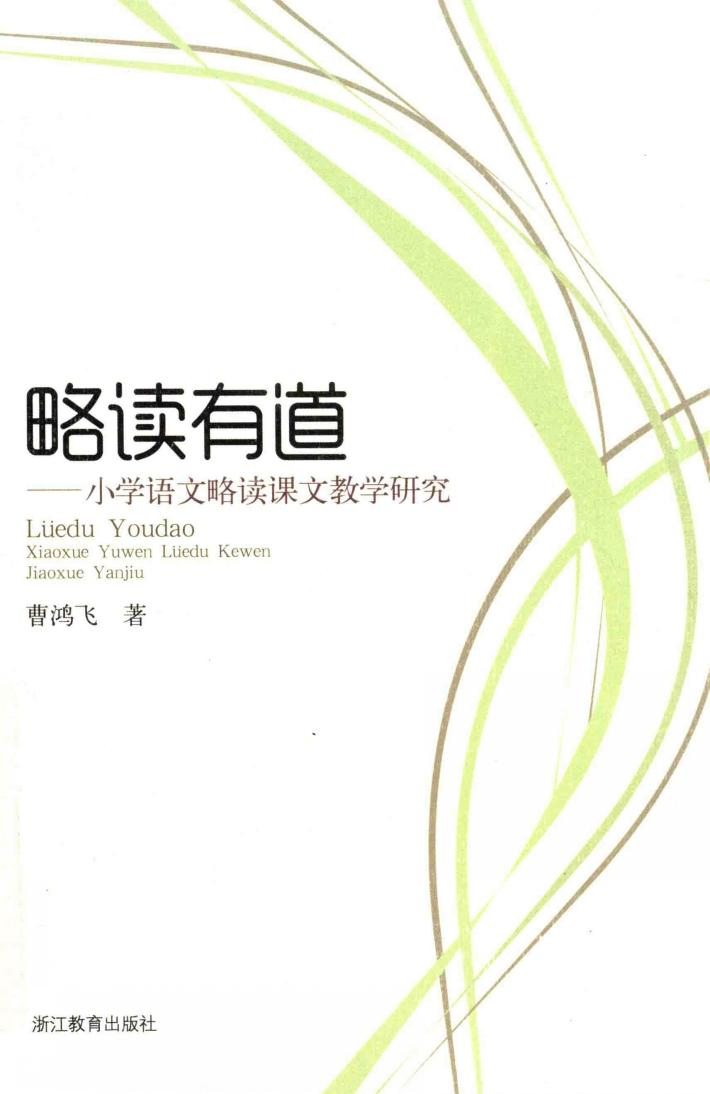 略读有道
——小学语文略读课文教学研究
Lüedu Youdao
Xiaoxue Yuwen Lüedu Kewen
Jiaoxue Yanjiu
曹鸿飞 著
浙江教育出版社